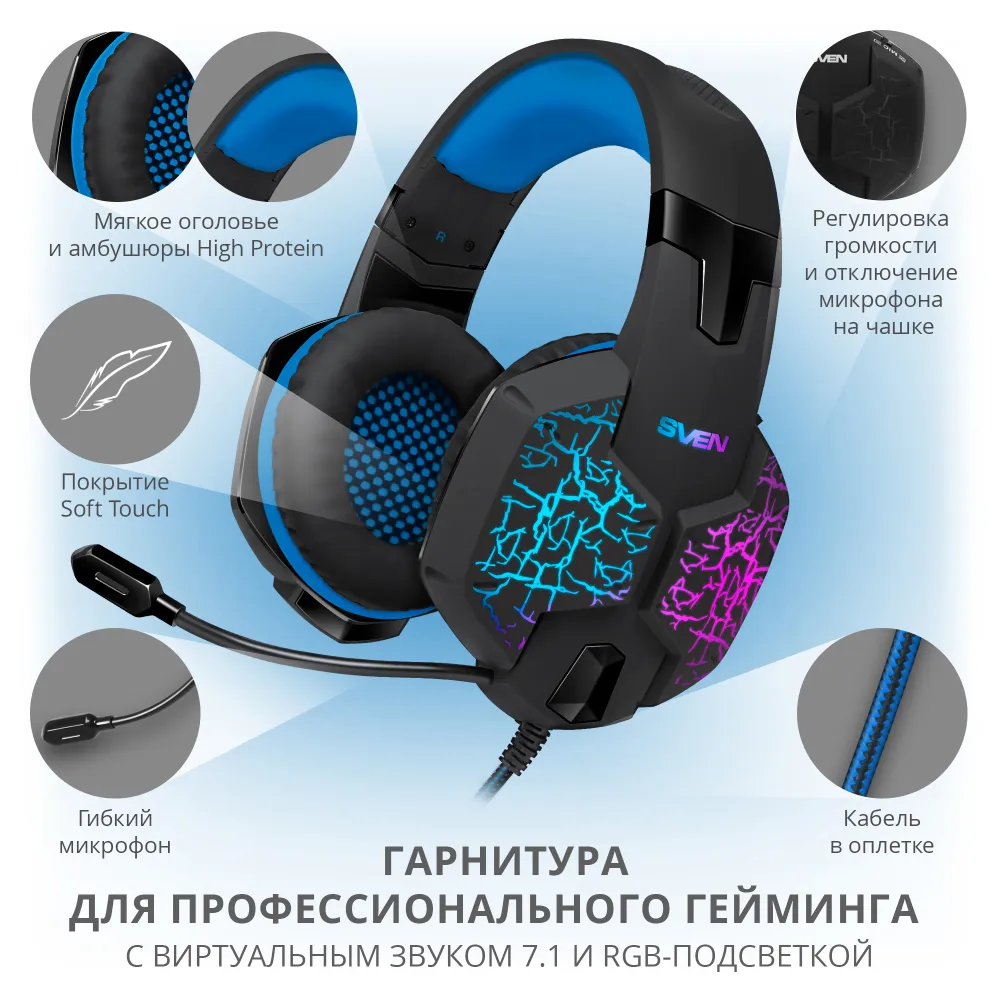 Мягкое оголовье
и амбушюры High Protein
Регулировка
громкости
и отключение
микрофона
на чашке
R
SVEN
Покрытие
Soft Touch
Гибкий
микрофон
Кабель
в оплетке
ГАРНИТУРА
ДЛЯ ПРОФЕССИОНАЛЬНОГО ГЕЙМИНГА
С ВИРТУАЛЬНЫМ ЗВУКОМ 7.1 И RGB-ПОДСВЕТКОЙ